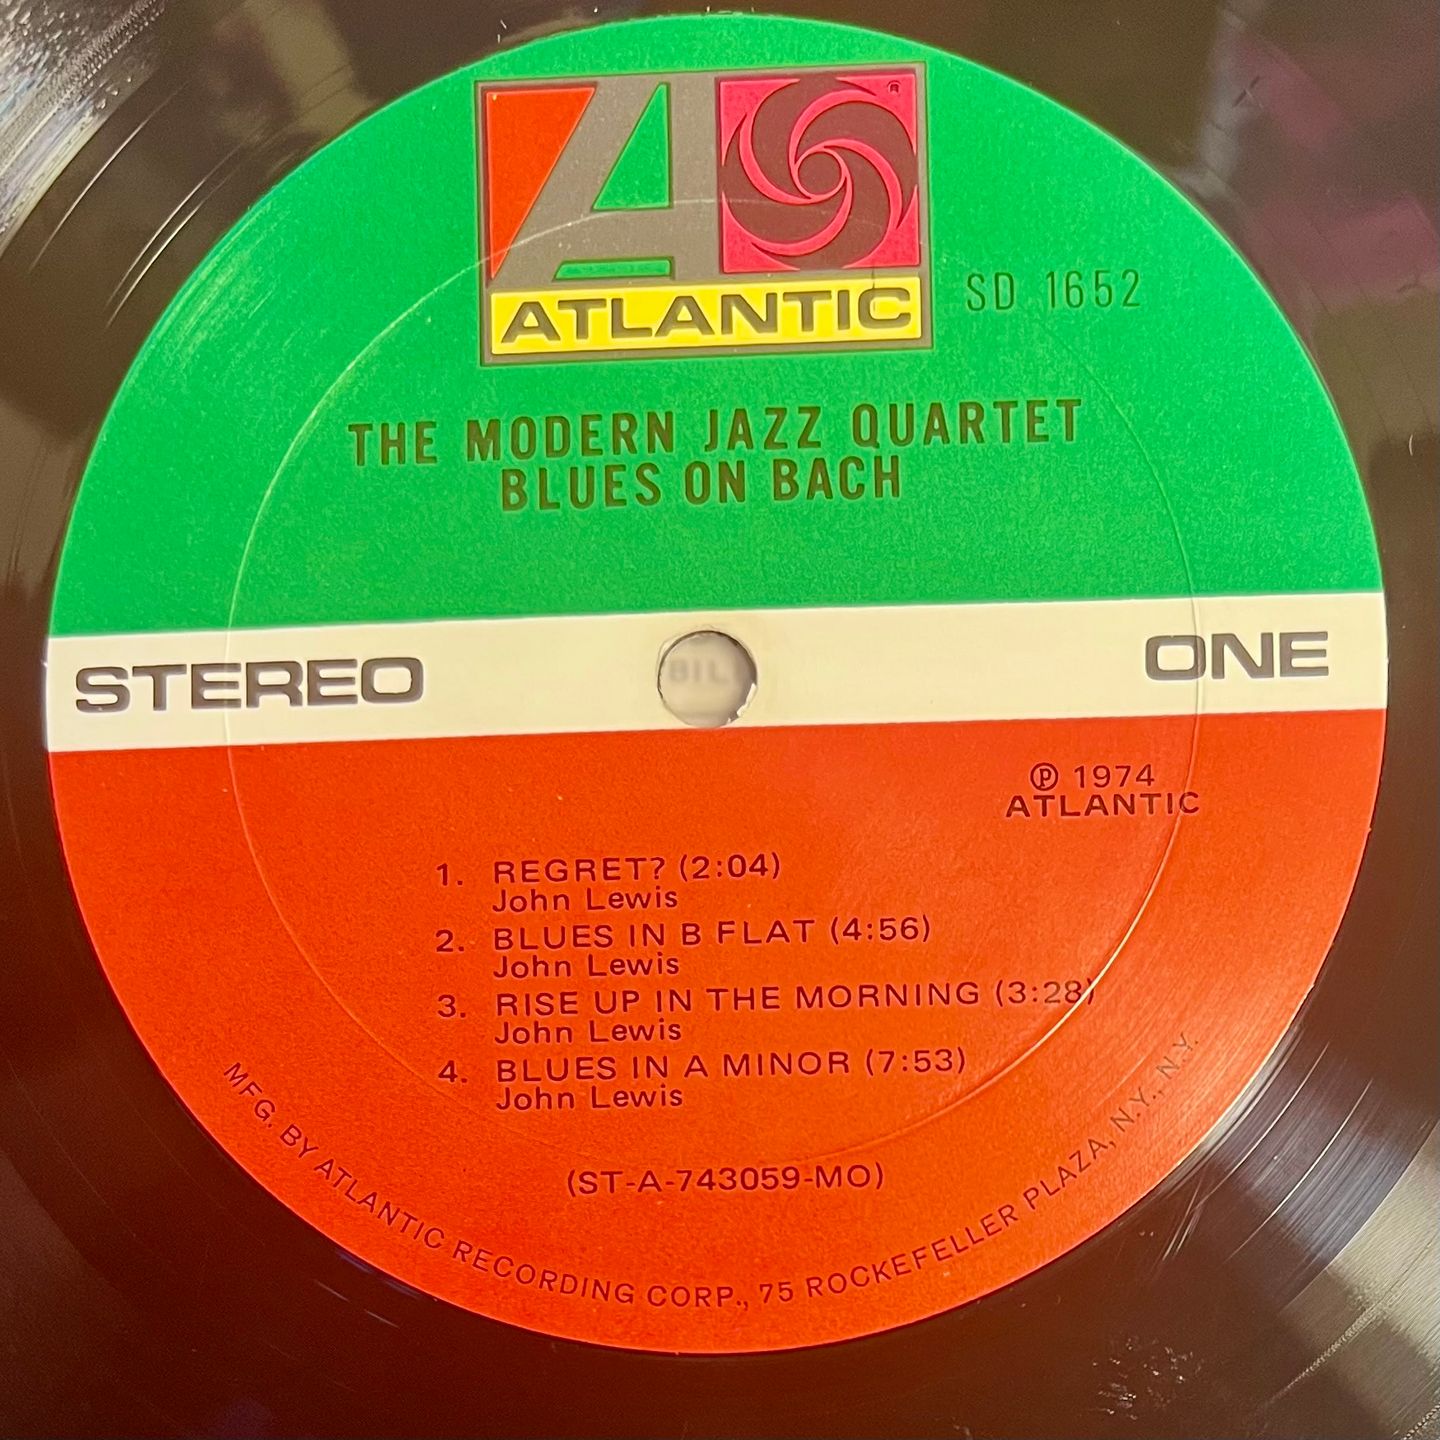 A
ATLANTIC
SD 1652
THE MODERN JAZZ QUARTET
BLUES ON BACH
STEREO
BIL
ONE
Ⓟ 1974
ATLANTIC
1. REGRET? (2:04)
John Lewis
2. BLUES IN B FLAT (4:56)
John Lewis
3. RISE UP IN THE MORNING (3:28)
John Lewis
4. BLUES IN A MINOR (7:53)
John Lewis
(ST-A-743059-MO)
MFG. BY ATLANTIC RECORDING CORP., 75 ROCKEFELLER PLAZA, N.Y., N.Y.